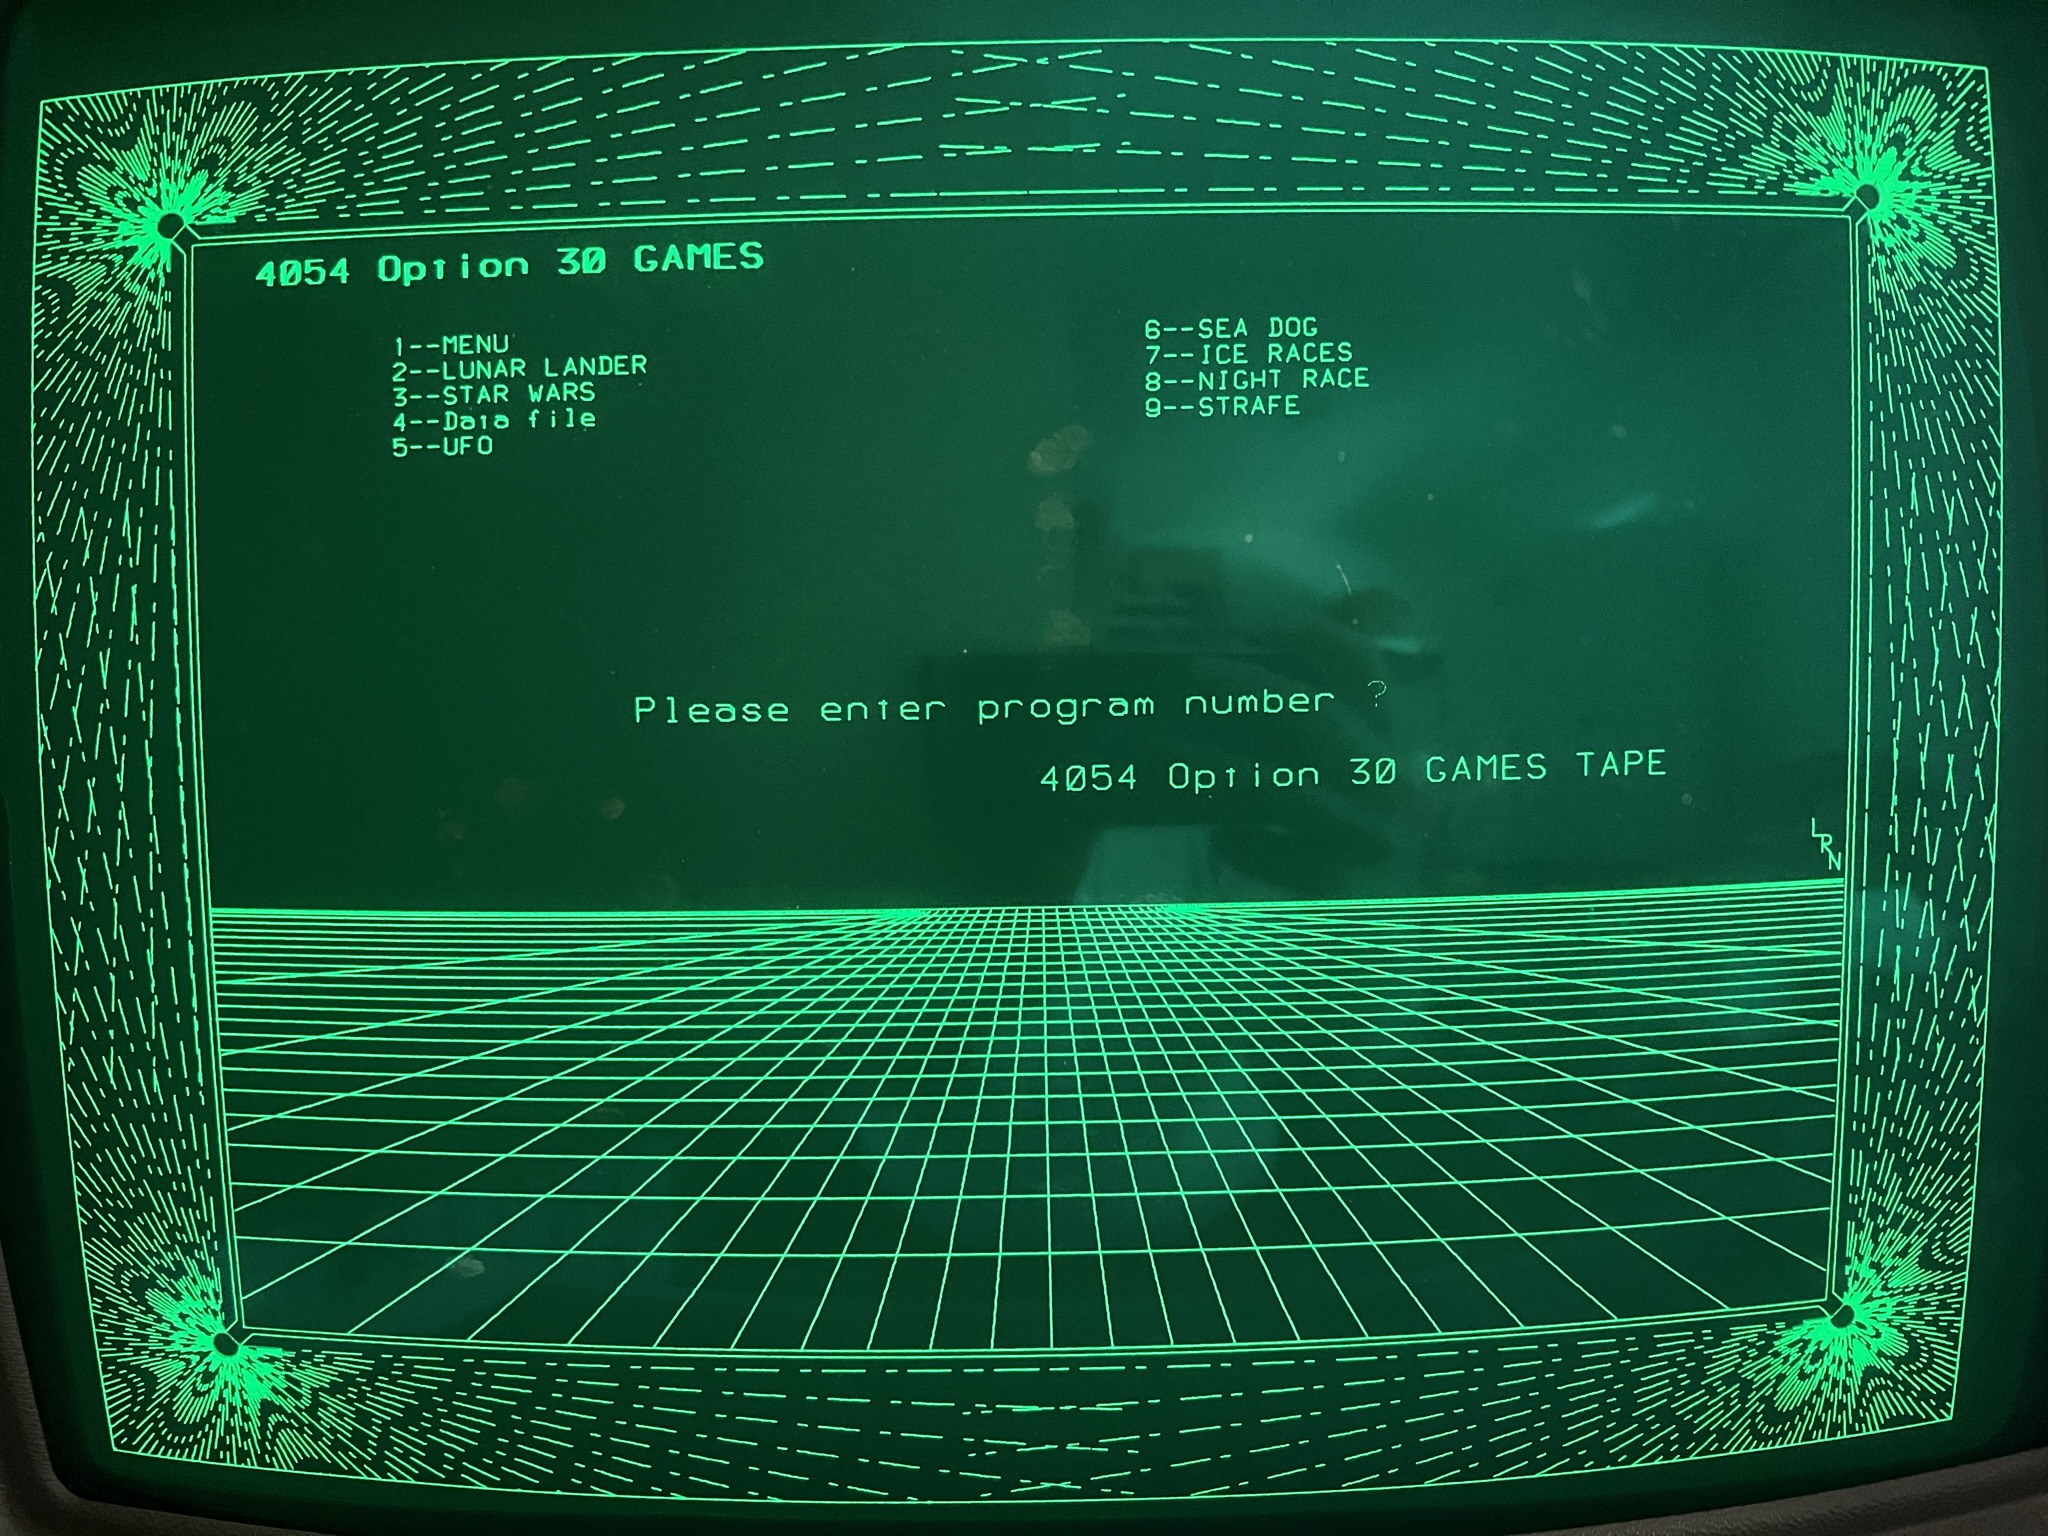 4054 Option 30 GAMES
1--MENU
2--LUNAR LANDER
3--STAR WARS
4--Data file
5--UFO
6--SEA DOG
7--ICE RACES
8--NIGHT RACE
9--STRAFE
Please enter program number ?
4054 Option 30 GAMES TAPE
LRN